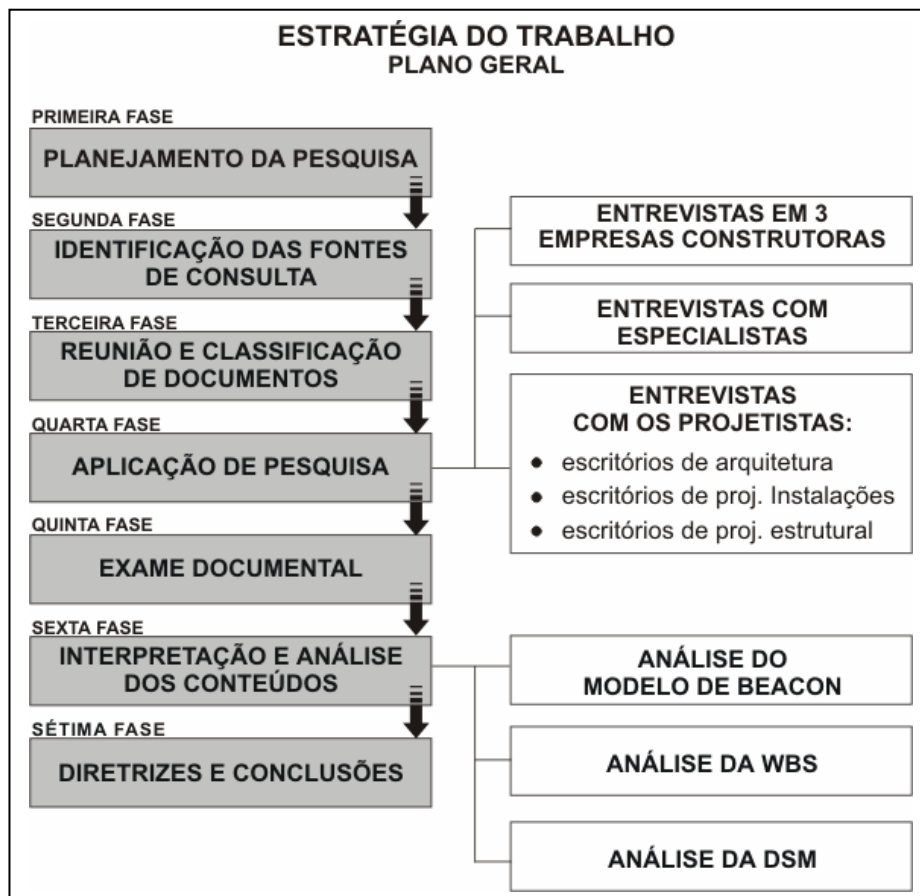 ESTRATÉGIA DO TRABALHO
PLANO GERAL
PRIMEIRA FASE
PLANEJAMENTO DA PESQUISA
SEGUNDA FASE
IDENTIFICAÇÃO DAS FONTES
DE CONSULTA
TERCEIRA FASE
REUNIÃO E CLASSIFICAÇÃO
DE DOCUMENTOS
QUARTA FASE
APLICAÇÃO DE PESQUISA
QUINTA FASE
EXAME DOCUMENTAL
SEXTA FASE
INTERPRETAÇÃO E ANÁLISE
DOS CONTEÚDOS
SÉTIMA FASE
DIRETRIZES E CONCLUSÕES
ENTREVISTAS EM 3
EMPRESAS CONSTRUTORAS
ENTREVISTAS COM
ESPECIALISTAS
ENTREVISTAS
COM OS PROJETISTAS:
● escritórios de arquitetura
● escritórios de proj. Instalações
● escritórios de proj. estrutural
ANÁLISE DO
MODELO DE BEACON
ANÁLISE DA WBS
ANÁLISE DA DSM